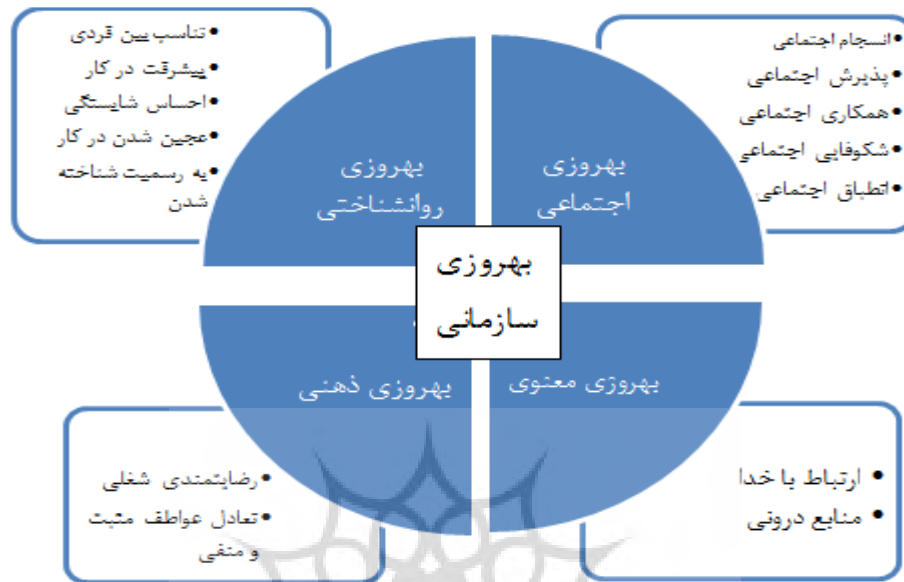 •انسجام اجتماعی
•پذیرش اجتماعی
•همکاری اجتماعی
•شکوفایی اجتماعی
•انطباق اجتماعی
•تناسب بین فردی
•پیشرفت در کار
•احساس شایستگی
•عجین شدن در کار
•به رسمیت شناخته
شدن
بهروزی
اجتماعی
بهروزی
روانشناختی
بهروزی
سازمانی
بهروزی معنوی
بهروزی ذهنی
• ارتباط با خدا
• منابع درونی
•رضایتمندی شغلی
•تعادل عواطف مثبت
و منفی